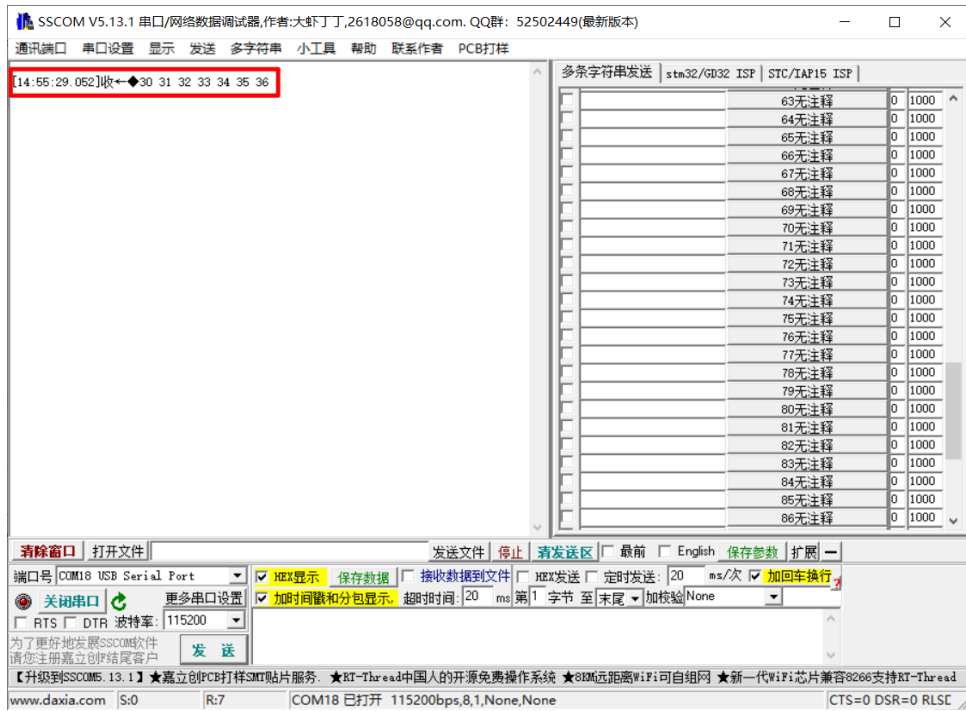 SSCOM V5.13.1 串口/网络数据调试器,作者:大虾丁丁,2618058@qq.com. QQ群：52502449(最新版本)
通讯端口 串口设置 显示 发送 多字符串 小工具 帮助 联系作者 PCB打样
[14:55:29.052]收←◆30 31 32 33 34 35 36
多条字符串发送 stm32/GD32 ISP STC/IAP15 ISP
63无注释 0 1000
64无注释 0 1000
65无注释 0 1000
66无注释 0 1000
67无注释 0 1000
68无注释 0 1000
69无注释 0 1000
70无注释 0 1000
71无注释 0 1000
72无注释 0 1000
73无注释 0 1000
74无注释 0 1000
75无注释 0 1000
76无注释 0 1000
77无注释 0 1000
78无注释 0 1000
79无注释 0 1000
80无注释 0 1000
81无注释 0 1000
82无注释 0 1000
83无注释 0 1000
84无注释 0 1000
85无注释 0 1000
86无注释 0 1000
清除窗口 打开文件 发送文件 停止 清发送区 最前 English 保存参数 扩展 —
端口号 COM18 USB Serial Port HEX显示 保存数据 接收数据到文件 HEX发送 定时发送: 20 ms/次 加回车换行 ?
关闭串口 更多串口设置 加时间戳和分包显示, 超时时间: 20 ms 第 1 字节 至 末尾 加校验 None
RTS DTR 波特率: 115200
为了更好地发展SSCOM软件
请您注册嘉立创F结尾客户
发 送
【升级到SSCOM5.13.1】★嘉立创PCB打样SMT贴片服务. ★RT-Thread中国人的开源免费操作系统 ★8KM远距离WiFi可自组网 ★新一代WiFi芯片兼容8266支持RT-Thread
www.daxia.com S:0 R:7 COM18 已打开 115200bps,8,1,None,None CTS=0 DSR=0 RLSD